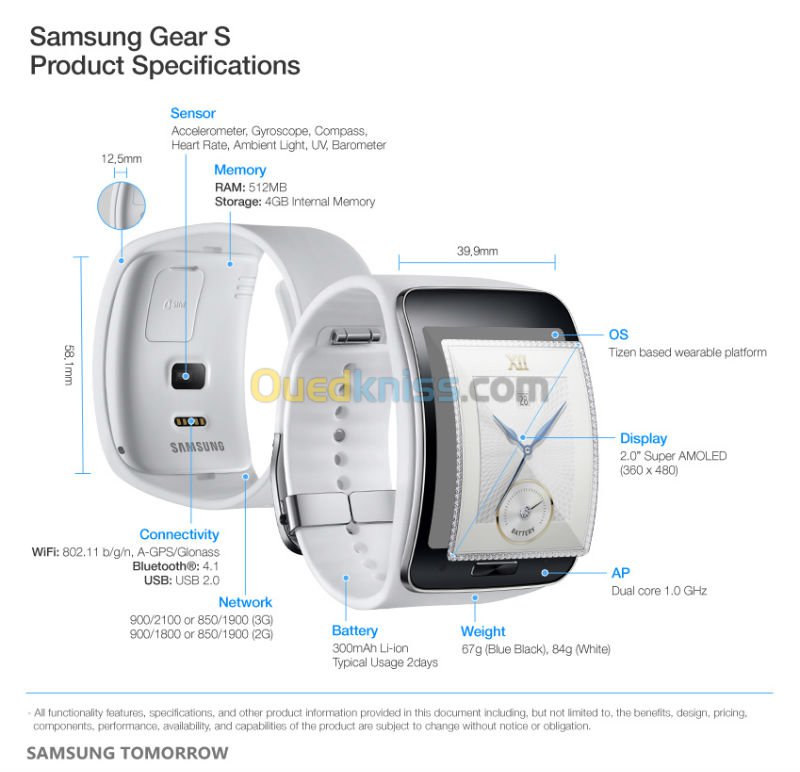 Samsung Gear S
Product Specifications
Sensor
Accelerometer, Gyroscope, Compass,
Heart Rate, Ambient Light, UV, Barometer
12,5mm
Memory
RAM: 512MB
Storage: 4GB Internal Memory
39,9mm
58,1mm
SIM
SAMSUNG
XII
26
BATTERY
Ouedkniss.com
OS
Tizen based wearable platform
Display
2.0" Super AMOLED
(360 x 480)
AP
Dual core 1.0 GHz
Connectivity
WiFi: 802.11 b/g/n, A-GPS/Glonass
Bluetooth®: 4.1
USB: USB 2.0
Network
900/2100 or 850/1900 (3G)
900/1800 or 850/1900 (2G)
Battery
300mAh Li-ion
Typical Usage 2days
Weight
67g (Blue Black), 84g (White)
- All functionality features, specifications, and other product information provided in this document including, but not limited to, the benefits, design, pricing,
components, performance, availability, and capabilities of the product are subject to change without notice or obligation.
SAMSUNG TOMORROW